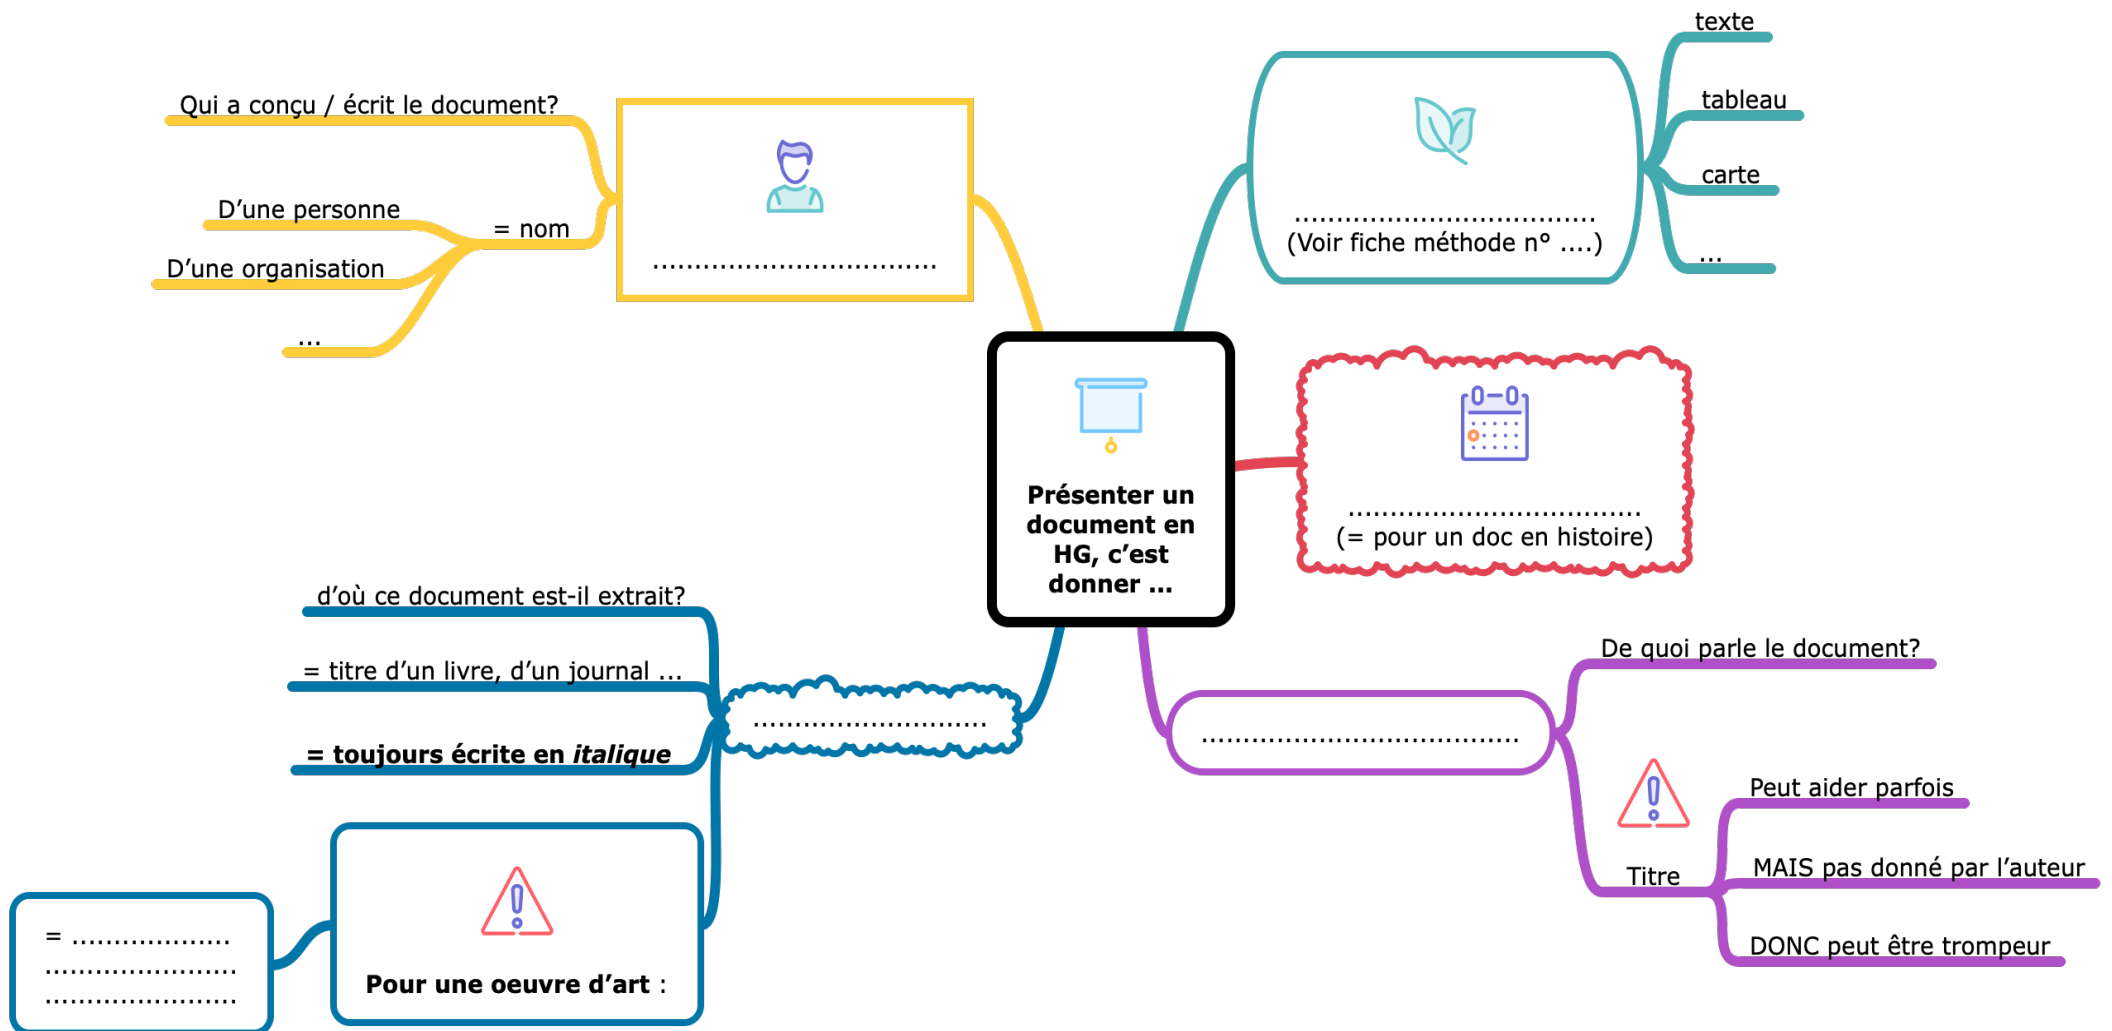 Qui a conçu / écrit le document?
D'une personne
= nom
D'une organisation
...
..................................
texte
tableau
carte
...
....................................
(Voir fiche méthode n° ....)
Présenter un
document en
HG, c'est
donner ...
...................................
(= pour un doc en histoire)
d'où ce document est-il extrait?
= titre d'un livre, d'un journal ...
= toujours écrite en italique
............................
Pour une oeuvre d'art :
= ...................
.......................
.......................
De quoi parle le document?
......................................
Titre
Peut aider parfois
MAIS pas donné par l'auteur
DONC peut être trompeur